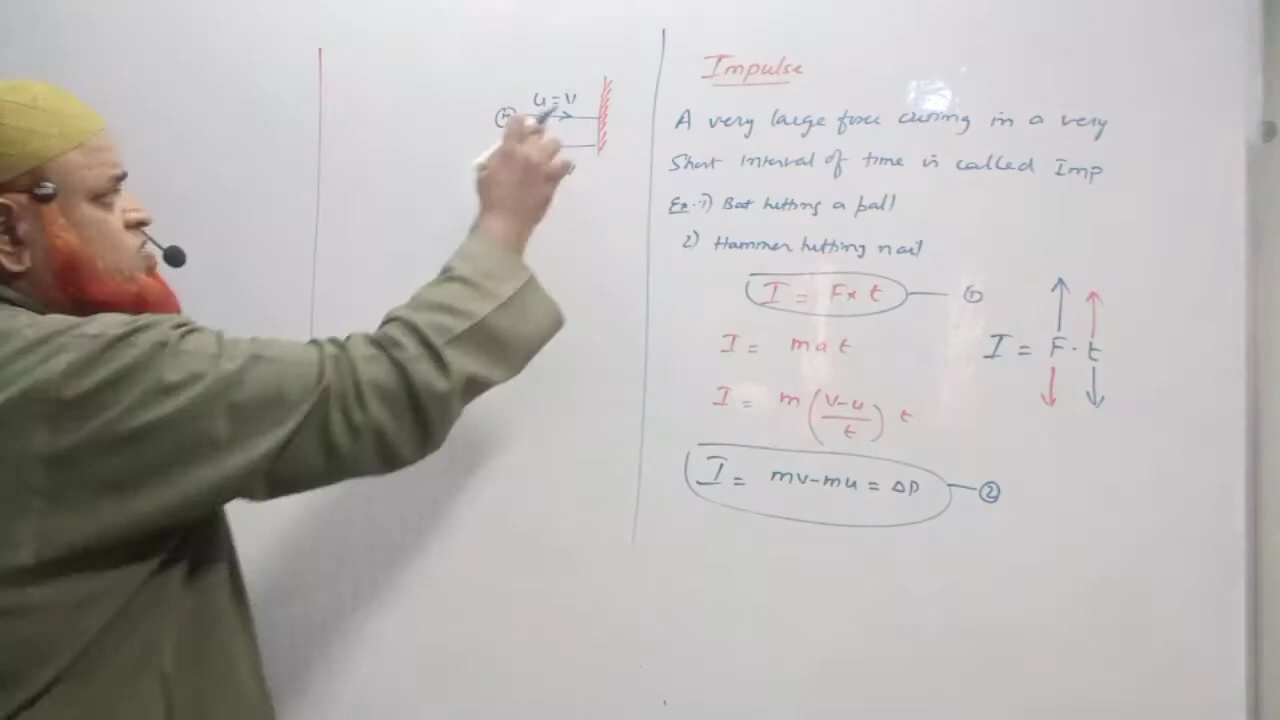 u = v
m
Impulse
A very large force acting in a very
Short interval of time is called Imp
Ex. 1) Bat hitting a ball
2) Hammer hitting nail
I = F x t — ①
I = m a t
I = F . t
I = m (v-u / t) t
I = mv - mu = ΔP — ②